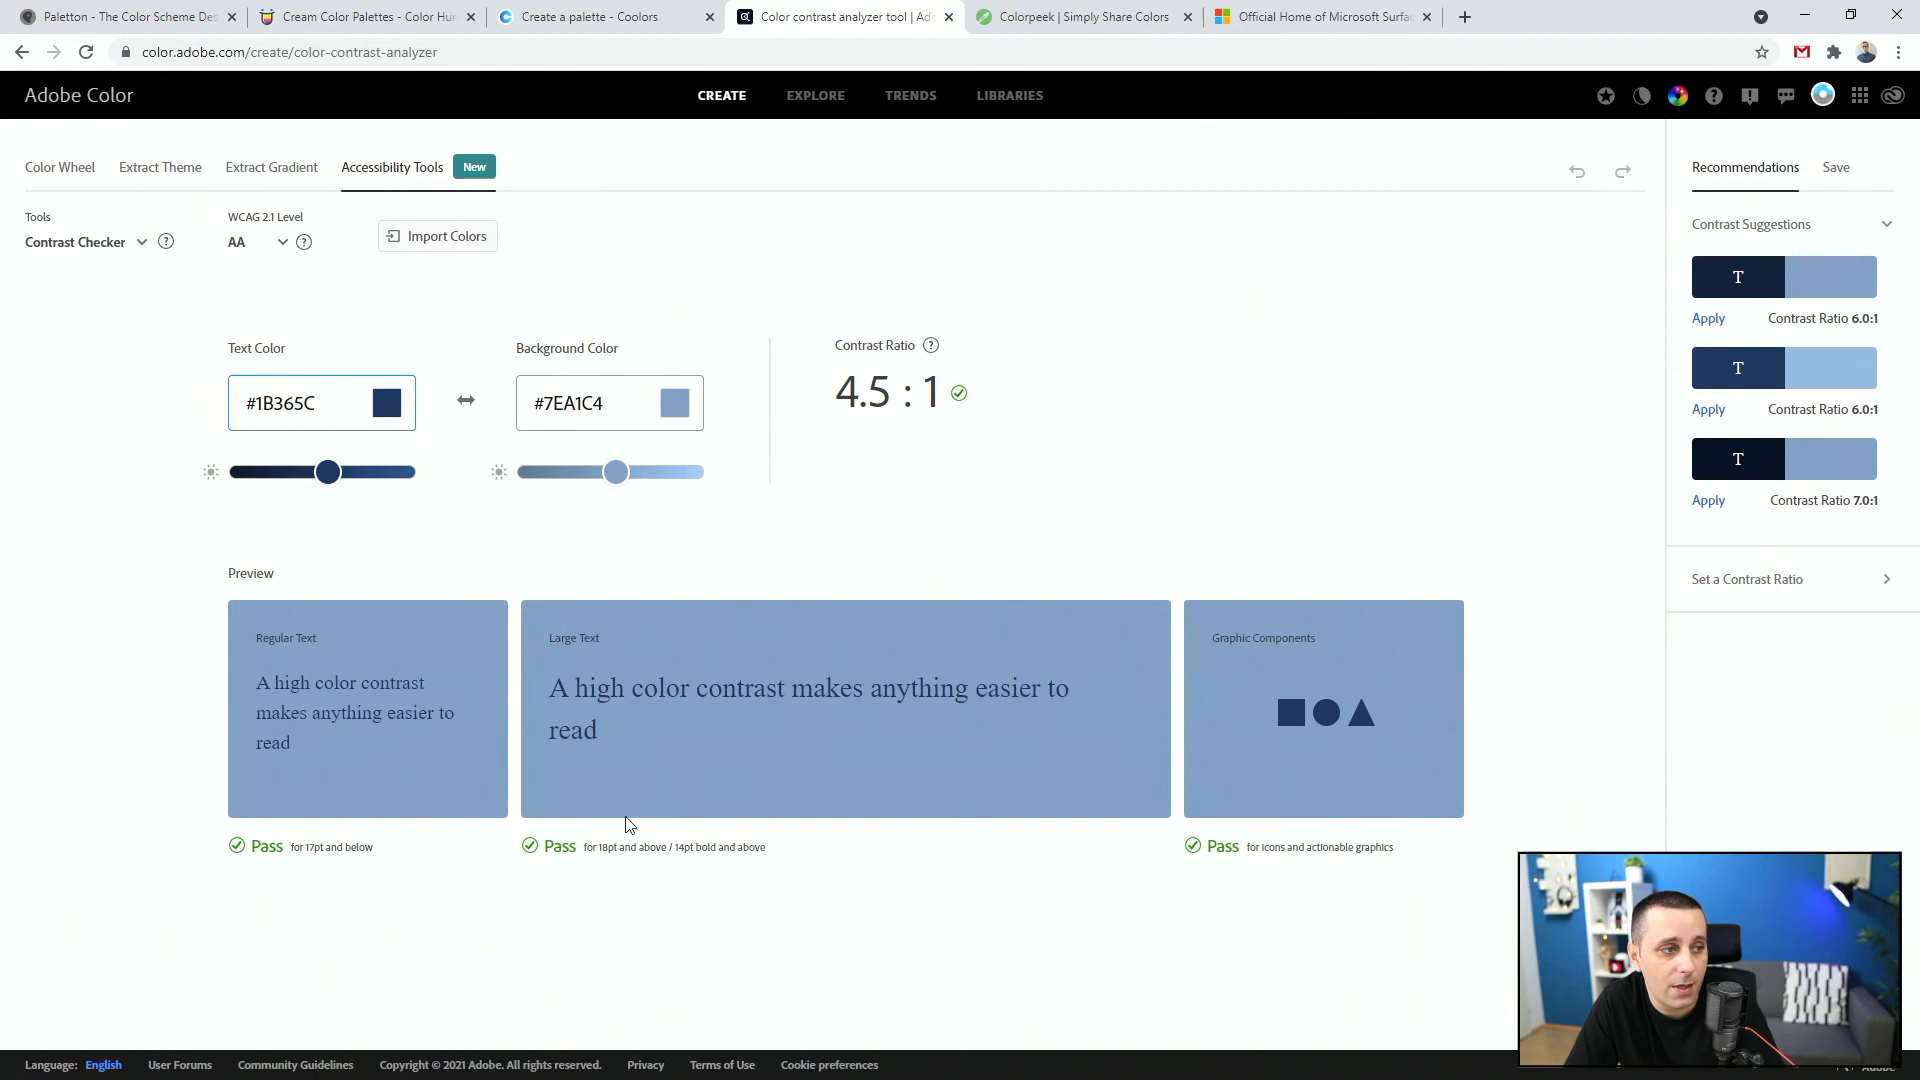 Paletton - The Color Scheme Des
Cream Color Palettes - Color Hun
Create a palette - Coolors
Color contrast analyzer tool | Ado
Colorpeek | Simply Share Colors
Official Home of Microsoft Surfac
color.adobe.com/create/color-contrast-analyzer
Adobe Color
CREATE
EXPLORE
TRENDS
LIBRARIES
Color Wheel
Extract Theme
Extract Gradient
Accessibility Tools
New
Recommendations
Save
Tools
WCAG 2.1 Level
Contrast Checker
AA
Import Colors
Contrast Suggestions
T
Apply
Contrast Ratio 6.0:1
T
Apply
Contrast Ratio 6.0:1
T
Apply
Contrast Ratio 7.0:1
Set a Contrast Ratio
Text Color
Background Color
Contrast Ratio
#1B365C
#7EA1C4
4.5 : 1
Preview
Regular Text
A high color contrast
makes anything easier to
read
Large Text
A high color contrast makes anything easier to
read
Graphic Components
Pass for 17pt and below
Pass for 18pt and above / 14pt bold and above
Pass for icons and actionable graphics
Language: English
User Forums
Community Guidelines
Copyright © 2021 Adobe. All rights reserved.
Privacy
Terms of Use
Cookie preferences